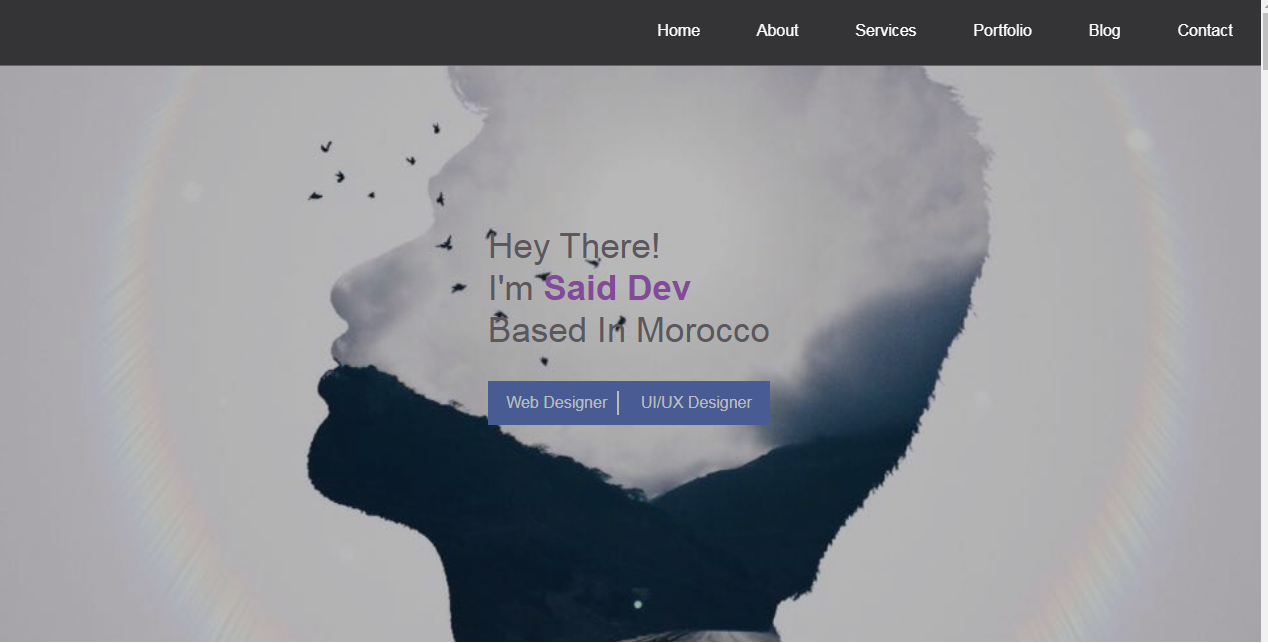 Home About Services Portfolio Blog Contact
Hey There!
I'm Said Dev
Based In Morocco
Web Designer UI/UX Designer